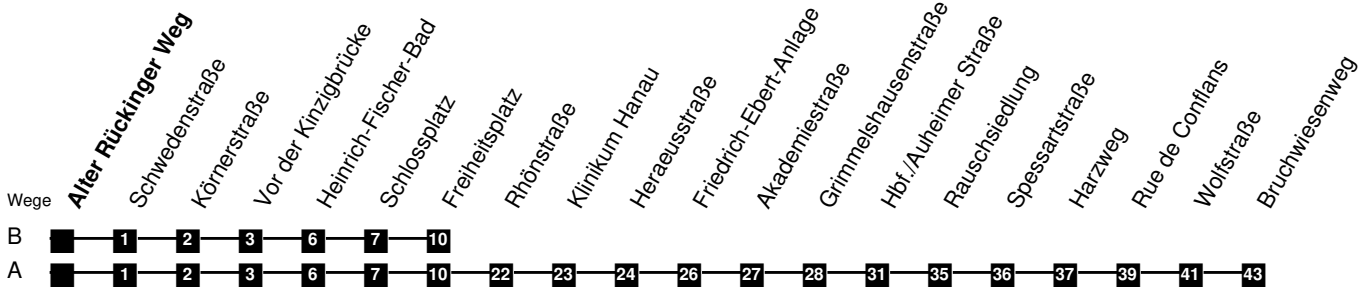 Alter Rückinger Weg
Schwedenstraße
Körnerstraße
Vor der Kinzigbrücke
Heinrich-Fischer-Bad
Schlossplatz
Freiheitsplatz
Rhönstraße
Klinikum Hanau
Heraeusstraße
Friedrich-Ebert-Anlage
Akademiestraße
Grimmelshausenstraße
Hbf./Auheimer Straße
Rauschsiedlung
Spessartstraße
Harzweg
Rue de Conflans
Wolfstraße
Bruchwiesenweg
Wege
B 1 2 3 6 7 10
A 1 2 3 6 7 10 22 23 24 26 27 28 31 35 36 37 39 41 43